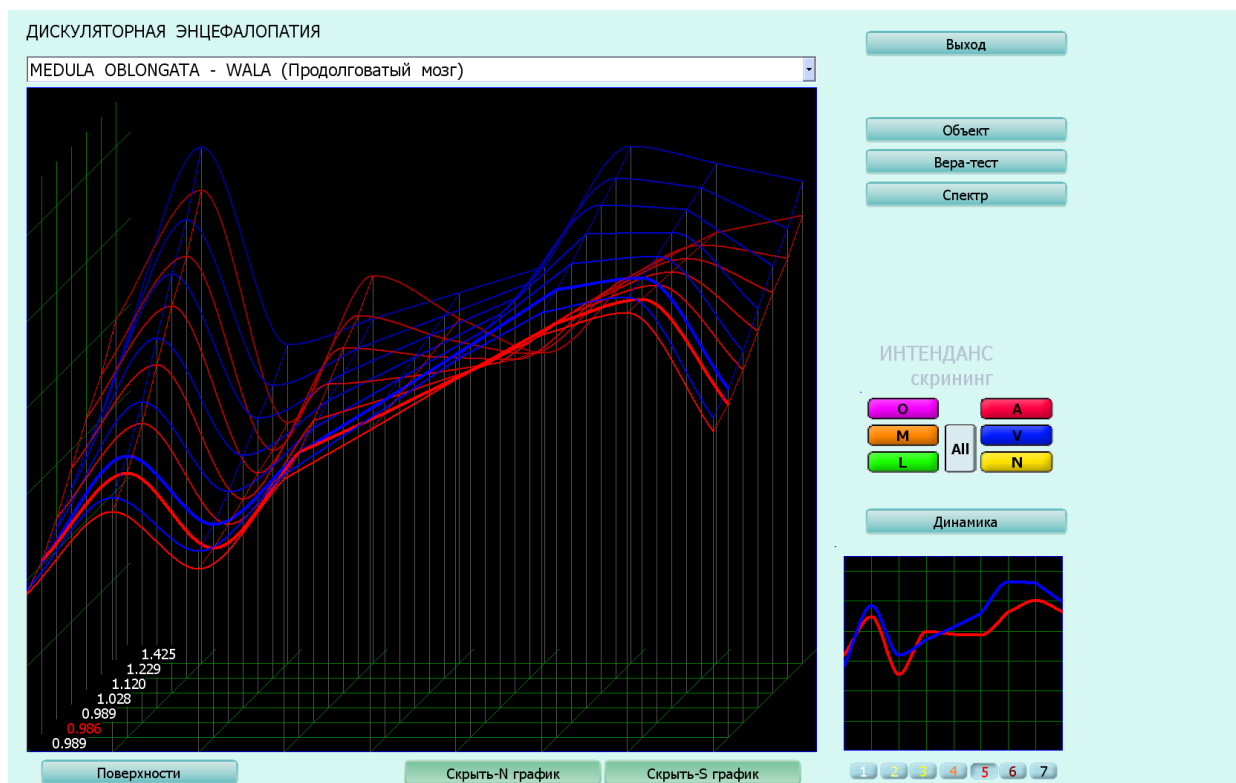 ДИСКУЛЯТОРНАЯ ЭНЦЕФАЛОПАТИЯ
MEDULA OBLONGATA - WALA (Продолговатый мозг)
1.425
1.229
1.120
1.028
0.989
0.986
0.989
Поверхности
Скрыть-N график
Скрыть-S график
Выход
Объект
Вера-тест
Спектр
ИНТЕНДАНС
скрининг
O A
M All V
L N
Динамика
1 2 3 4 5 6 7